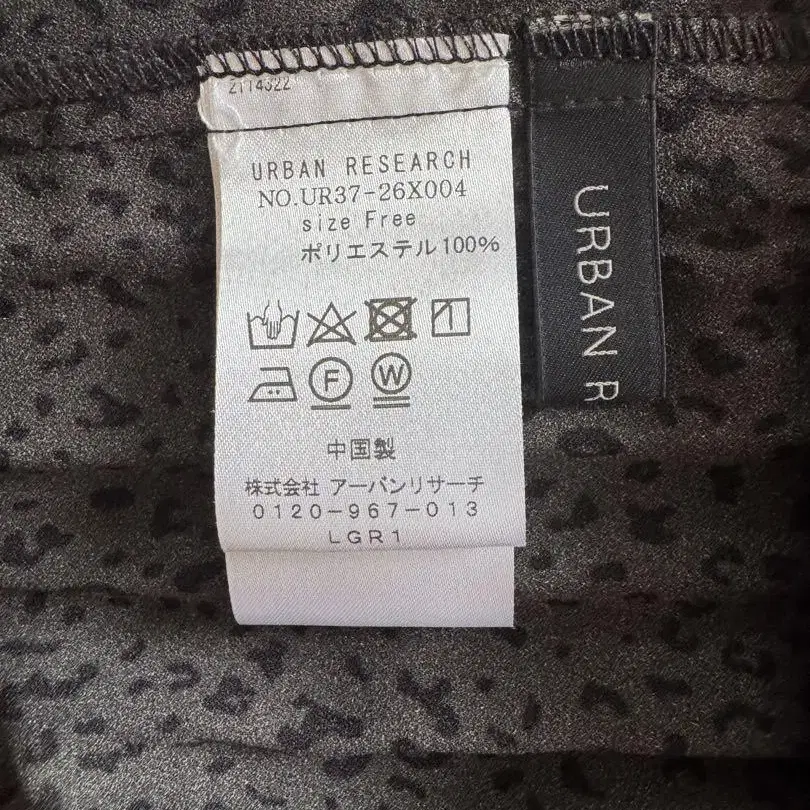 2114322
URBAN RESEARCH
NO.UR37-26X004
size Free
ポリエステル100%
F
W
中国製
株式会社 アーバンリサーチ
0120-967-013
LGR1
URBAN R